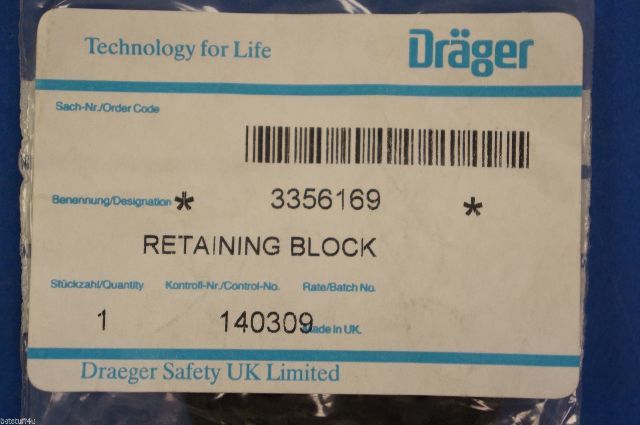 Technology for Life
Dräger
Sach-Nr./Order Code
Benennung/Designation * 3356169 *
RETAINING BLOCK
Stückzahl/Quantity Kontroll-Nr./Control-No. Rate/Batch No.
1 140309 Made in UK.
Draeger Safety UK Limited
batstuff4u